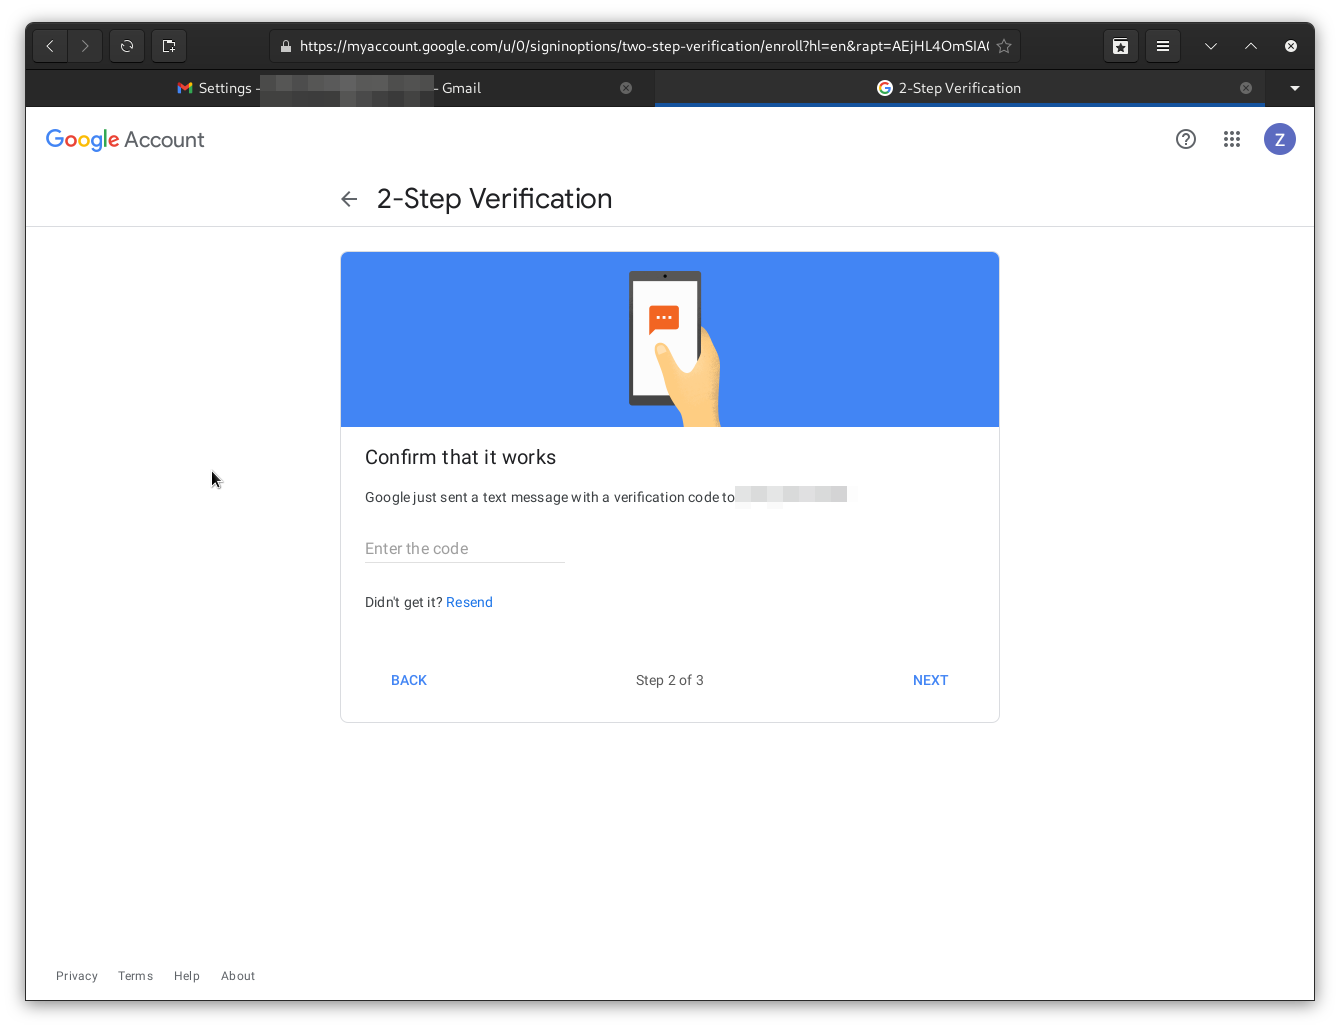 https://myaccount.google.com/u/0/signinoptions/two-step-verification/enroll?hl=en&rapt=AEjHL4OmSIA
Settings - - Gmail
2-Step Verification
Google Account
Z
2-Step Verification
Confirm that it works
Google just sent a text message with a verification code to
Enter the code
Didn't get it? Resend
BACK
Step 2 of 3
NEXT
Privacy
Terms
Help
About